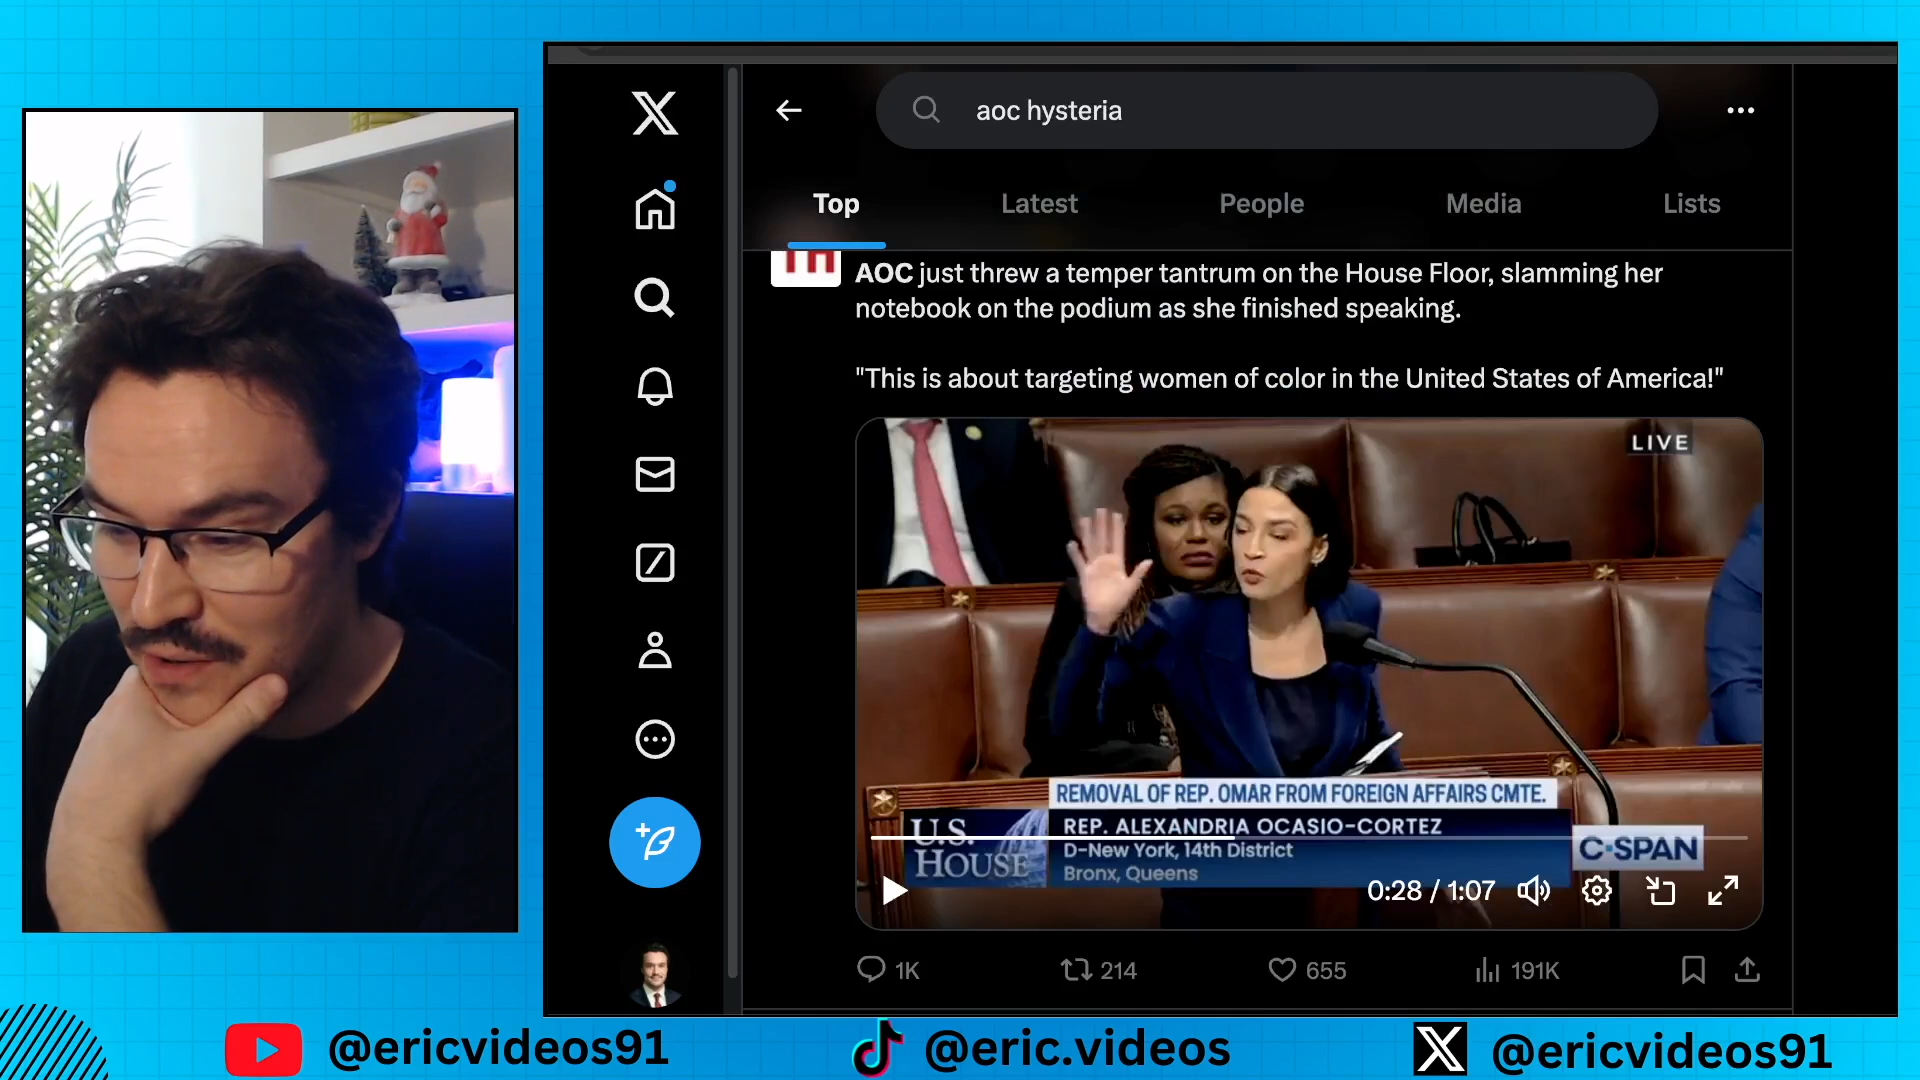 aoc hysteria
Top
Latest
People
Media
Lists
AOC just threw a temper tantrum on the House Floor, slamming her
notebook on the podium as she finished speaking.
"This is about targeting women of color in the United States of America!"
LIVE
REMOVAL OF REP. OMAR FROM FOREIGN AFFAIRS CMTE.
U.S.
HOUSE
REP. ALEXANDRIA OCASIO-CORTEZ
D-New York, 14th District
Bronx, Queens
C-SPAN
0:28 / 1:07
1K
214
655
191K
@ericvideos91
@eric.videos
@ericvideos91